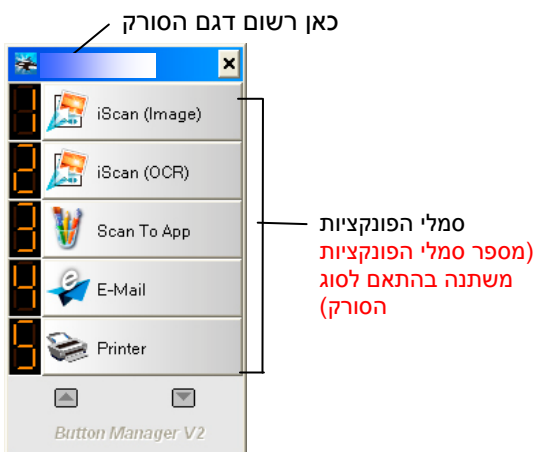 כאן רשום דגם הסורק
1 iScan (Image)
2 iScan (OCR)
3 Scan To App
4 E-Mail
5 Printer
Button Manager V2
סמלי הפונקציות
(מספר סמלי הפונקציות
משתנה בהתאם לסוג
הסורק)